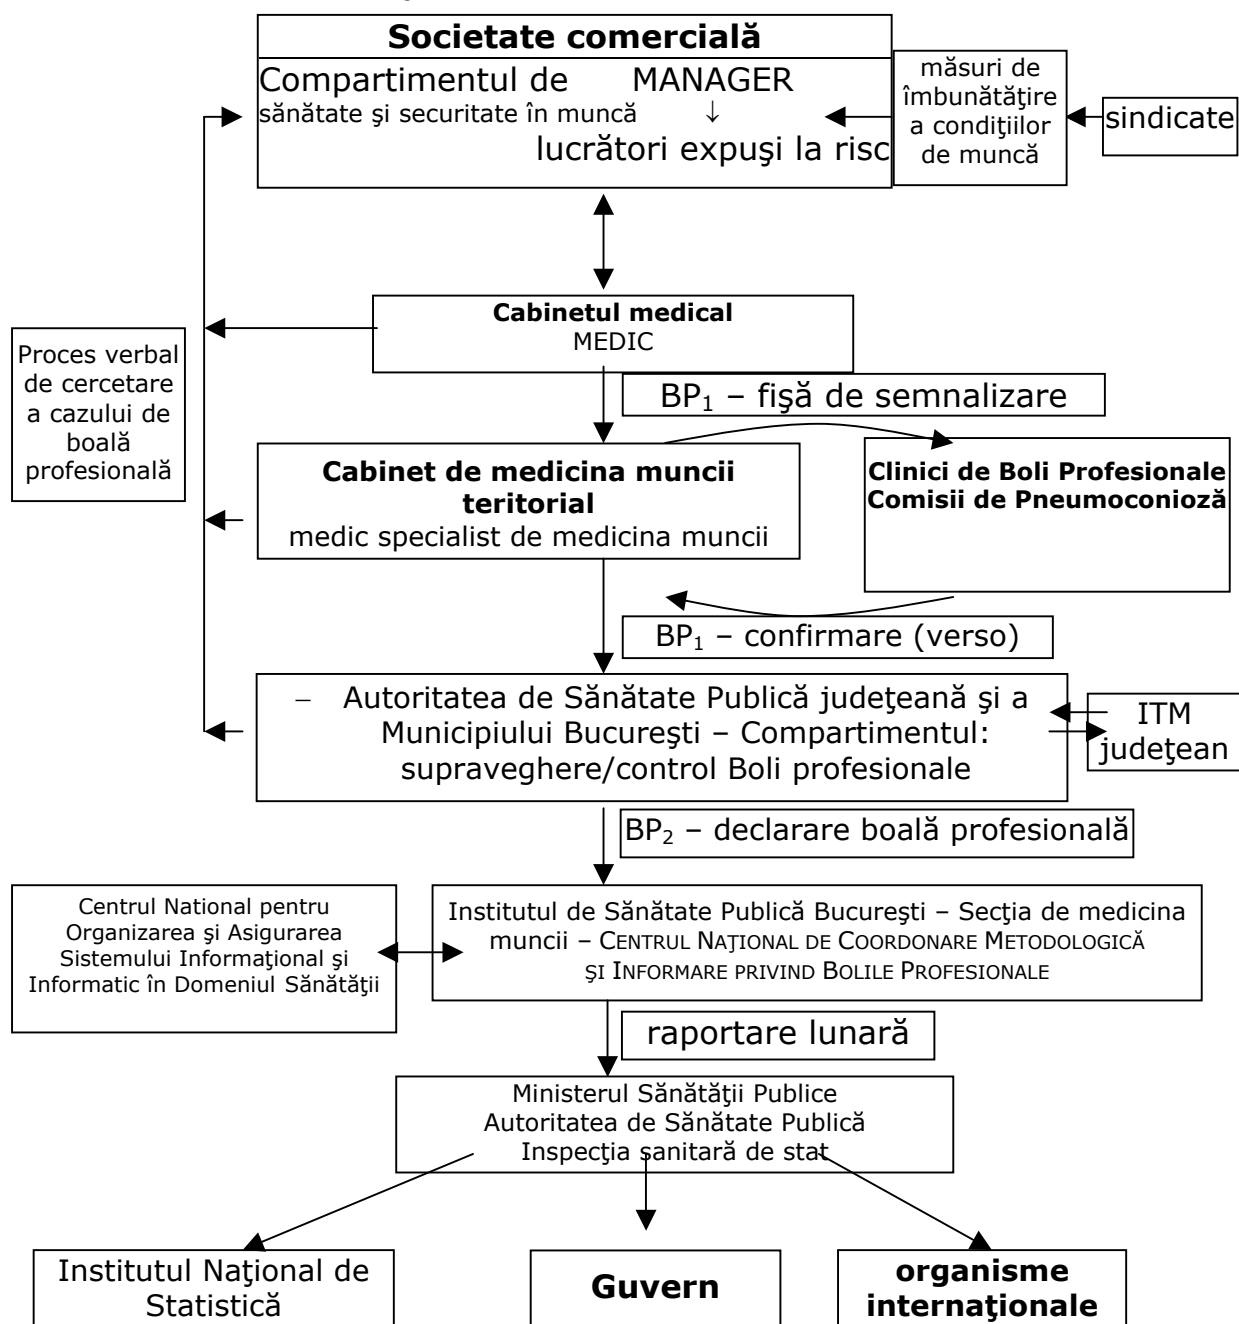 Societate comercială
Compartimentul de MANAGER
sănătate şi securitate în muncă ↓
lucrători expuşi la risc
măsuri de
îmbunătăţire
a condiţiilor
de muncă
sindicate
Cabinetul medical
MEDIC
Proces verbal
de cercetare
a cazului de
boală
profesională
BP₁ – fişă de semnalizare
Cabinet de medicina muncii
teritorial
medic specialist de medicina muncii
Clinici de Boli Profesionale
Comisii de Pneumoconioză
BP₁ – confirmare (verso)
– Autoritatea de Sănătate Publică judeţeană şi a
Municipiului Bucureşti – Compartimentul:
supraveghere/control Boli profesionale
ITM
judeţean
BP₂ – declarare boală profesională
Centrul National pentru
Organizarea şi Asigurarea
Sistemului Informaţional şi
Informatic în Domeniul Sănătăţii
Institutul de Sănătate Publică Bucureşti – Secţia de medicina
muncii – CENTRUL NAŢIONAL DE COORDONARE METODOLOGICĂ
ŞI INFORMARE PRIVIND BOLILE PROFESIONALE
raportare lunară
Ministerul Sănătăţii Publice
Autoritatea de Sănătate Publică
Inspecţia sanitară de stat
Institutul Naţional de
Statistică
Guvern
organisme
internaţionale